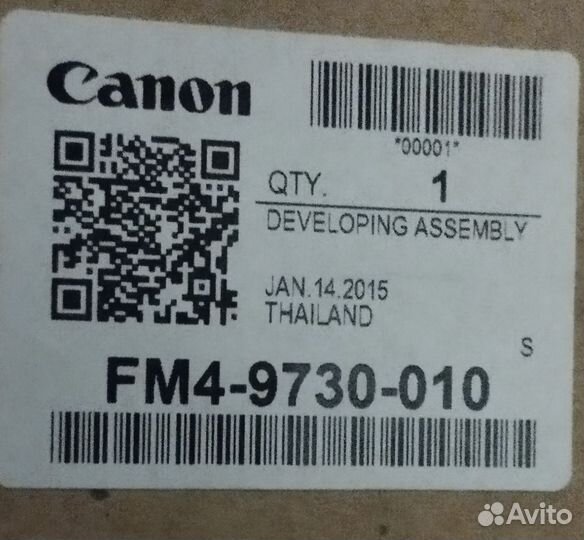 Canon
*00001*
QTY. 1
DEVELOPING ASSEMBLY
JAN.14.2015
THAILAND
S
FM4-9730-010
Avito